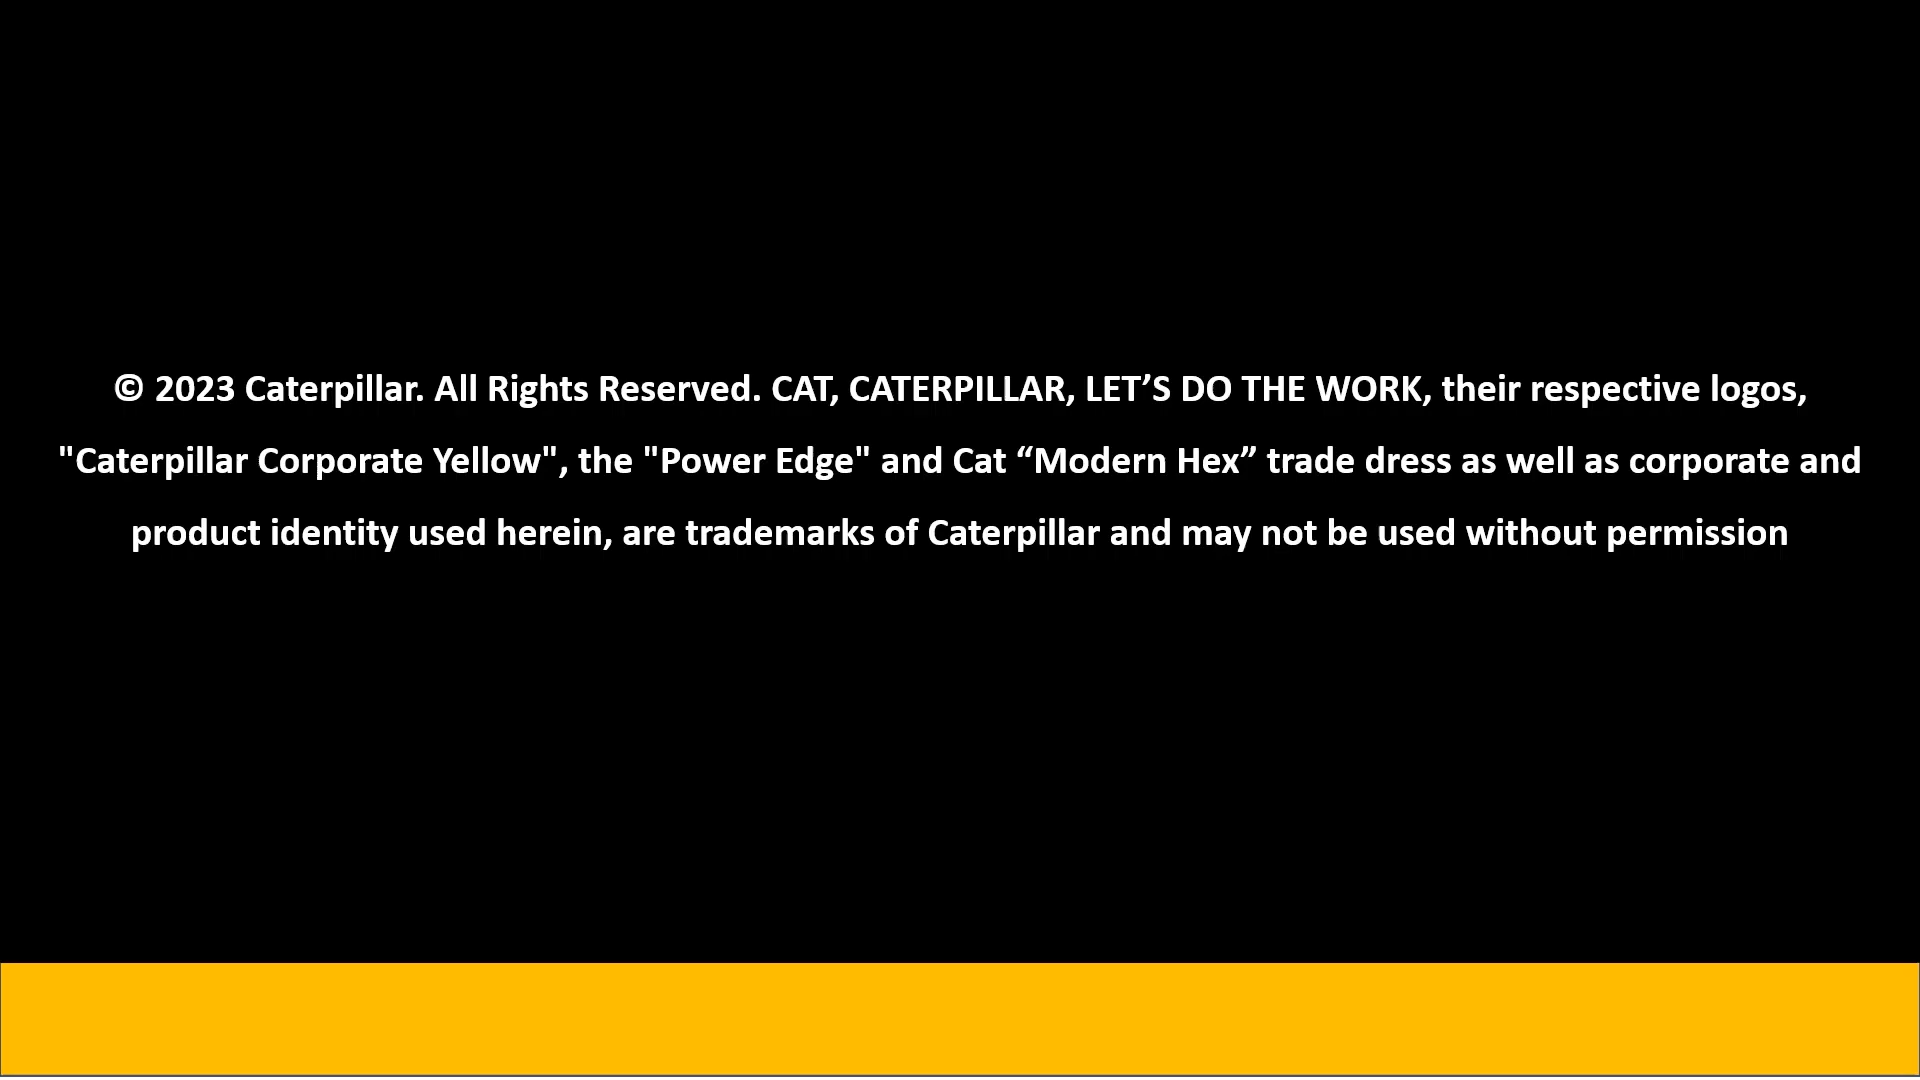 © 2023 Caterpillar. All Rights Reserved. CAT, CATERPILLAR, LET’S DO THE WORK, their respective logos,
"Caterpillar Corporate Yellow", the "Power Edge" and Cat “Modern Hex” trade dress as well as corporate and
product identity used herein, are trademarks of Caterpillar and may not be used without permission